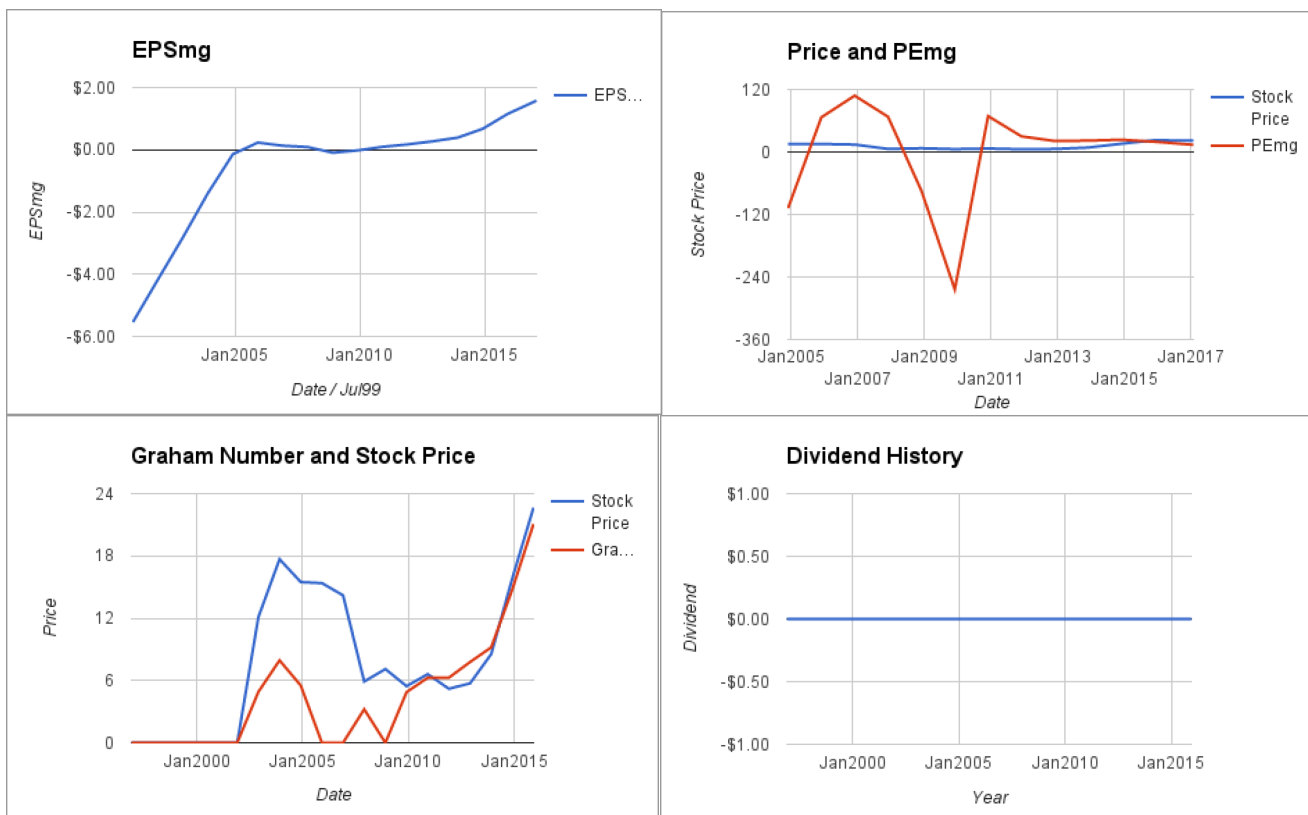 EPSmg
$2.00
$0.00
-$2.00
-$4.00
-$6.00
EPSmg
Jan2005
Jan2010
Jan2015
Date / Jul99
EPS...
Price and PEmg
120
0
-120
-240
-360
Stock Price
Jan2005
Jan2009
Jan2013
Jan2017
Jan2007
Jan2011
Jan2015
Date
Stock
Price
PEmg
Graham Number and Stock Price
24
18
12
6
0
Price
Jan2000
Jan2005
Jan2010
Jan2015
Date
Stock
Price
Gra...
Dividend History
$1.00
$0.50
$0.00
-$0.50
-$1.00
Dividend
Jan2000
Jan2005
Jan2010
Jan2015
Year